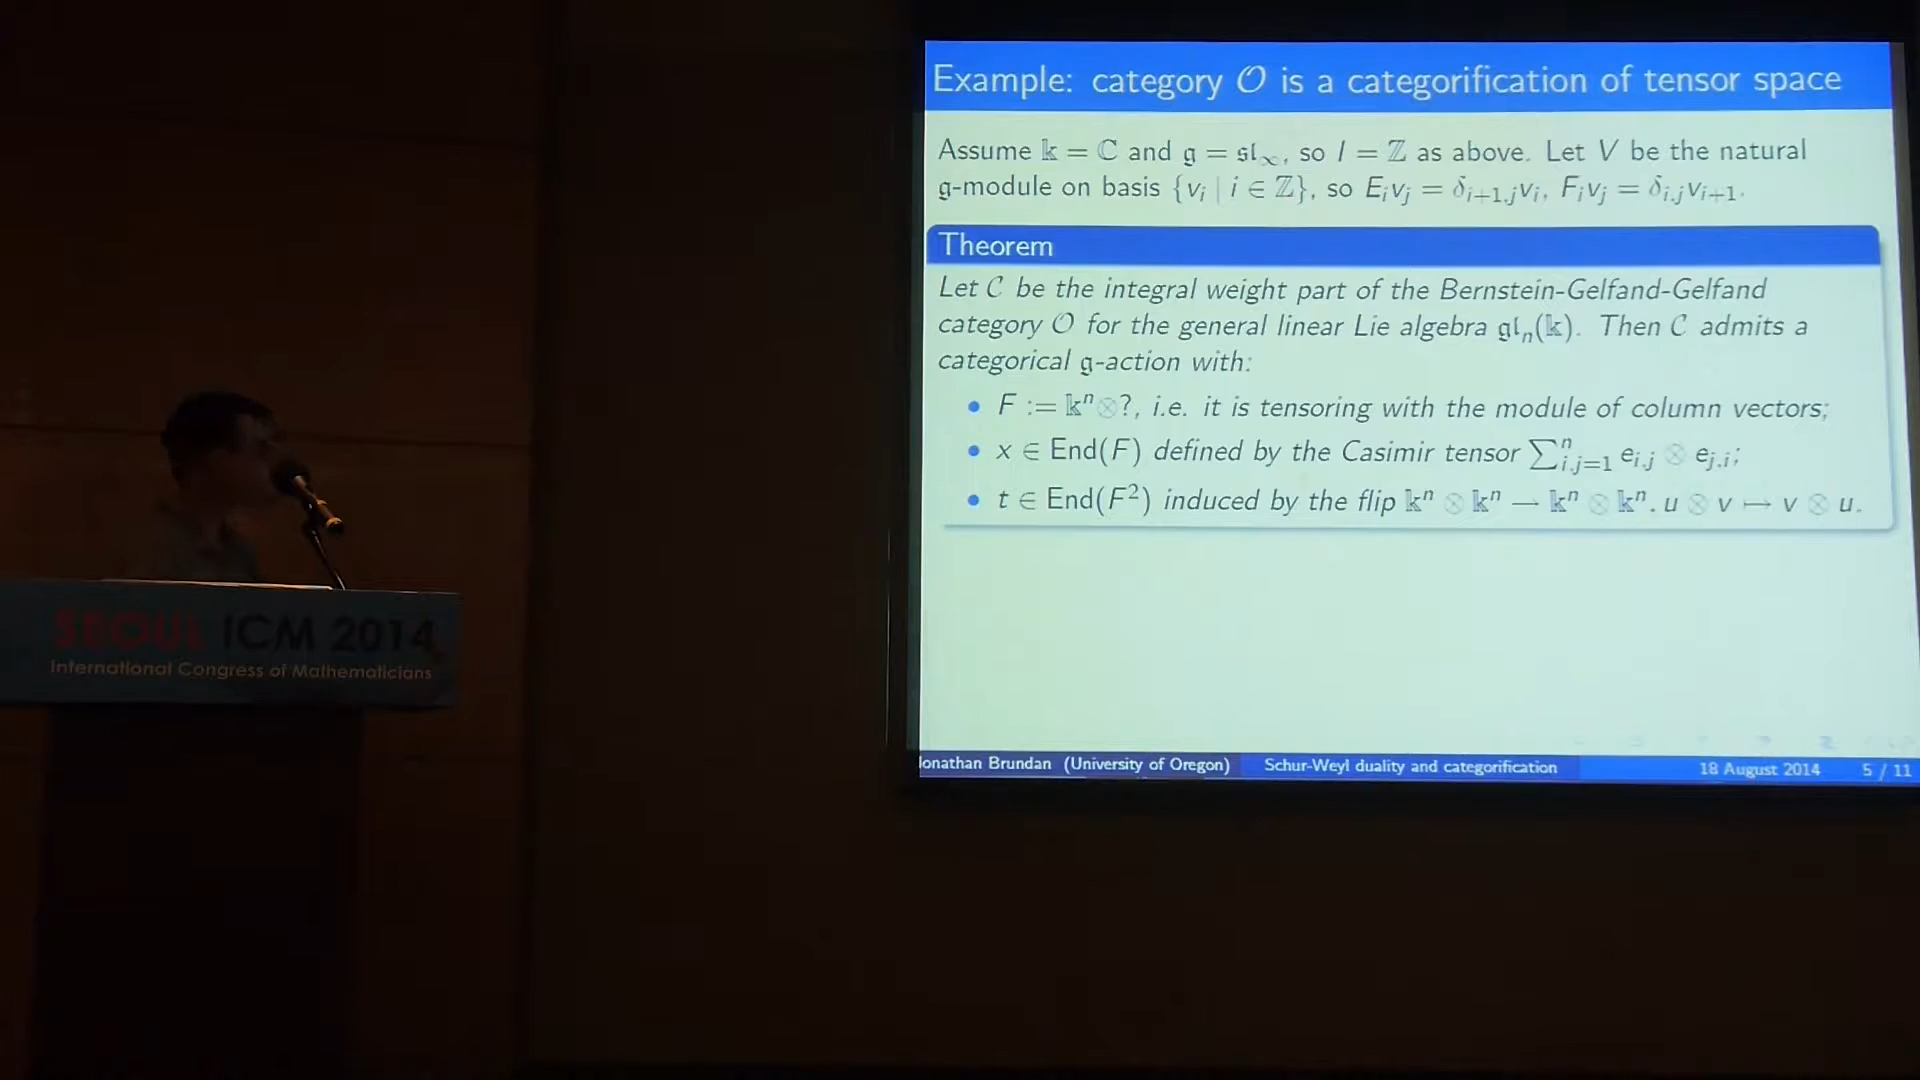 Example: category 𝒪 is a categorification of tensor space
Assume 𝕜 = ℂ and 𝔤 = 𝔰𝔩_∞, so I = ℤ as above. Let V be the natural
𝔤-module on basis {v_i | i ∈ ℤ}, so E_i v_j = δ_{i+1,j} v_i, F_i v_j = δ_{i,j} v_{i+1}.
Theorem
Let 𝒞 be the integral weight part of the Bernstein-Gelfand-Gelfand
category 𝒪 for the general linear Lie algebra 𝔤𝔩_n(𝕜). Then 𝒞 admits a
categorical 𝔤-action with:
• F := 𝕜^n ⊗?, i.e. it is tensoring with the module of column vectors;
• x ∈ End(F) defined by the Casimir tensor ∑_{i,j=1}^n e_{i,j} ⊗ e_{j,i};
• t ∈ End(F²) induced by the flip 𝕜^n ⊗ 𝕜^n → 𝕜^n ⊗ 𝕜^n, u ⊗ v ↦ v ⊗ u.
SEOUL ICM 2014
International Congress of Mathematicians
Jonathan Brundan (University of Oregon) Schur-Weyl duality and categorification 18 August 2014 5 / 11